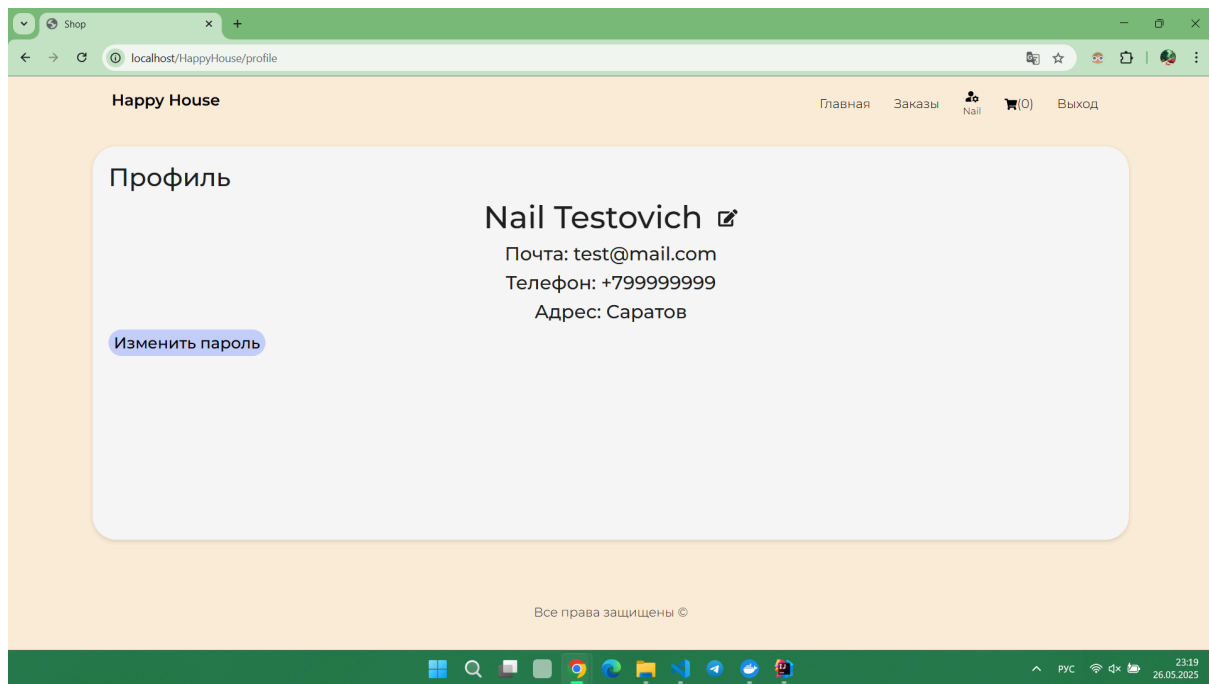 Shop
localhost/HappyHouse/profile
Happy House
Главная Заказы Nail (0) Выход
Профиль
Nail Testovich
Почта: test@mail.com
Телефон: +799999999
Адрес: Саратов
Изменить пароль
Все права защищены ©
РУС 23:19
26.05.2025